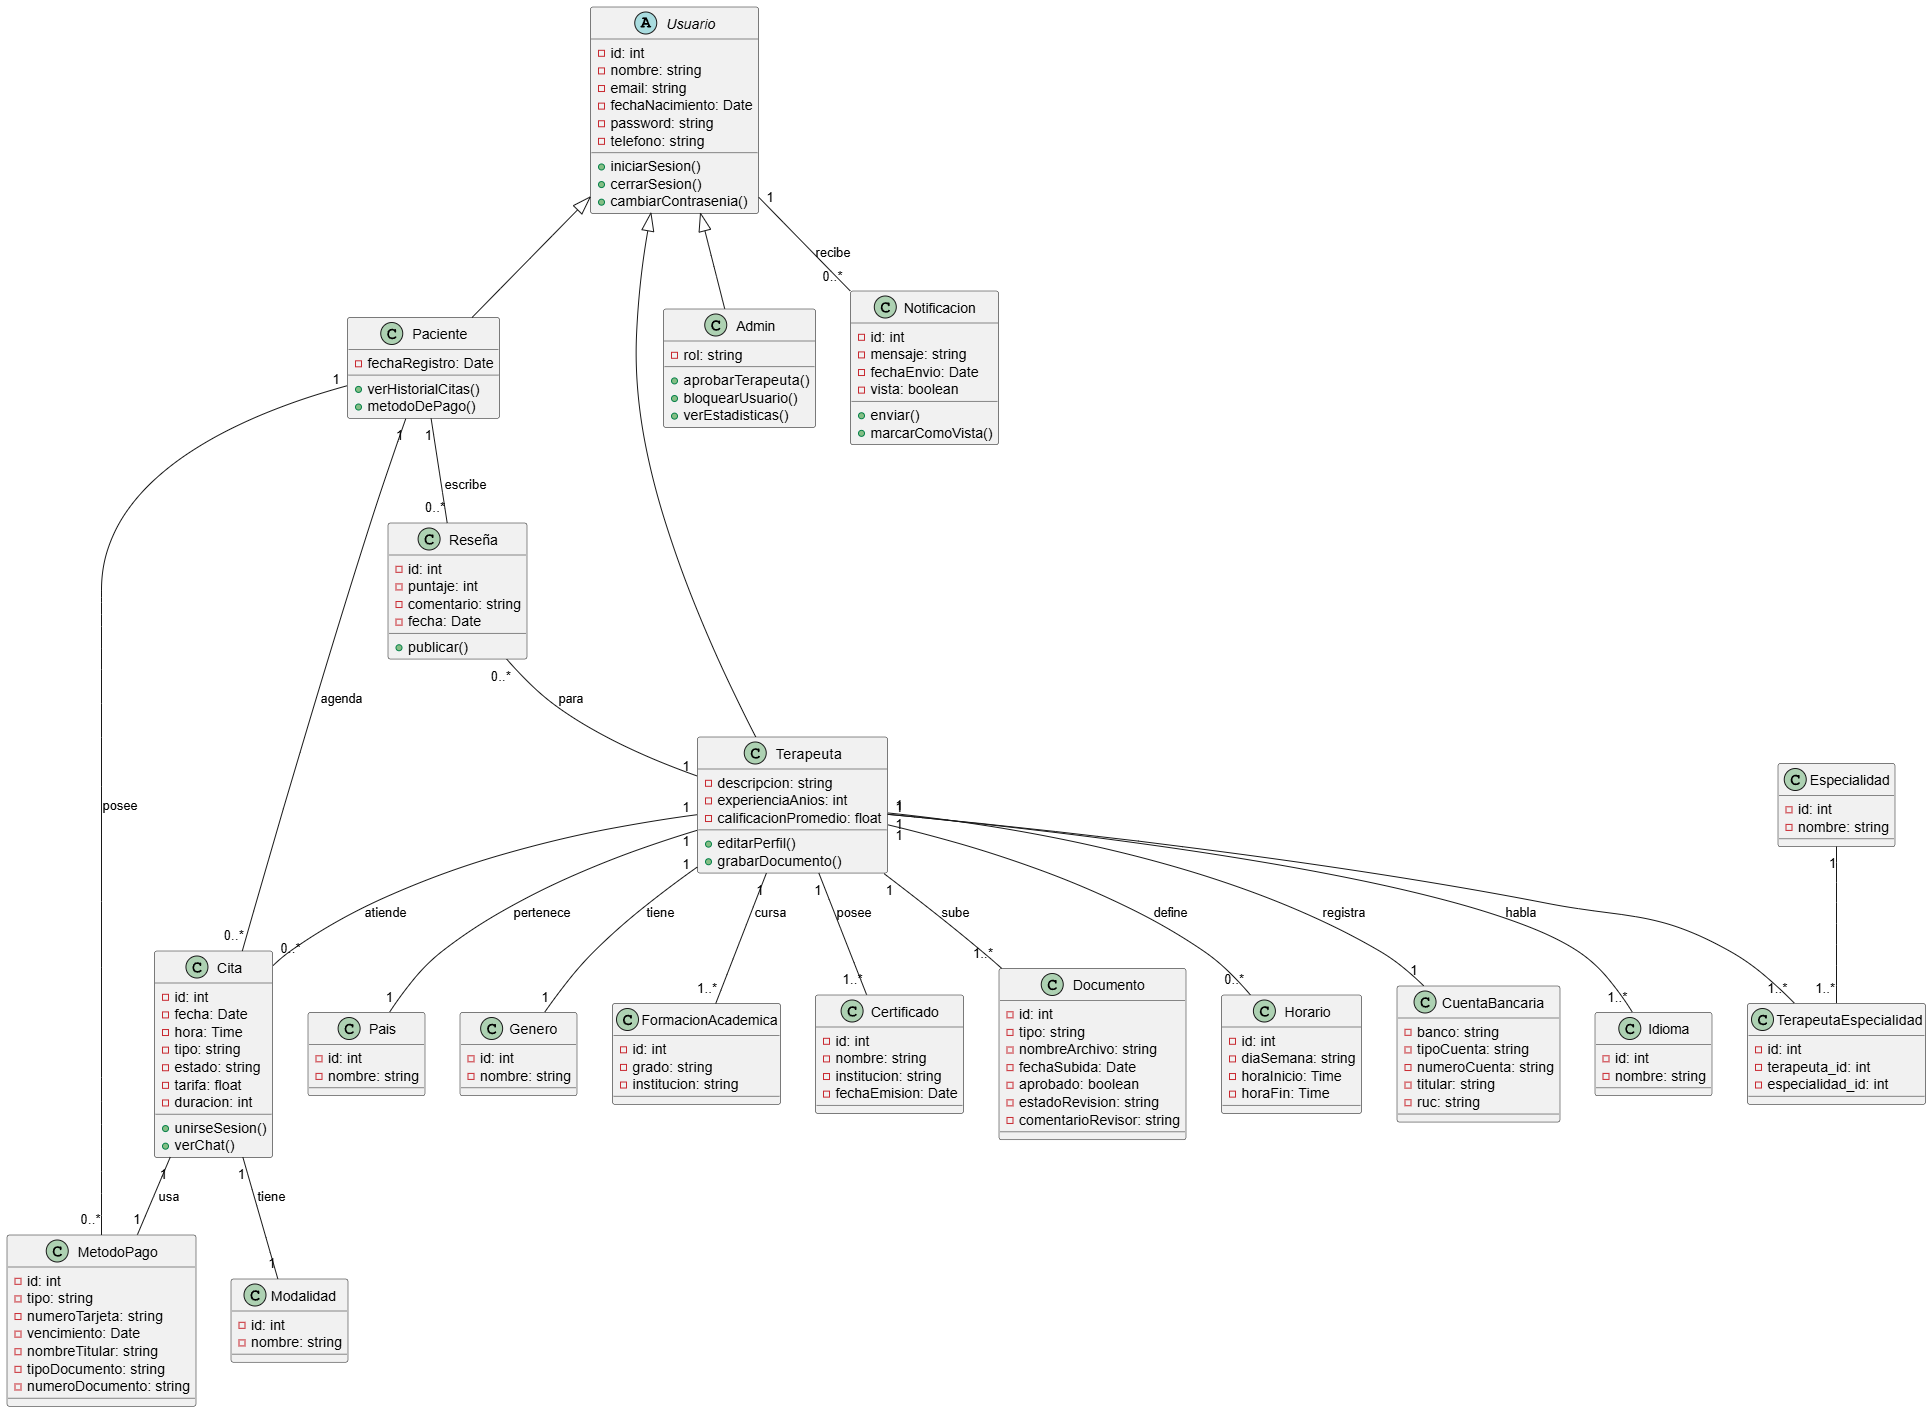 A Usuario
id: int
nombre: string
email: string
fechaNacimiento: Date
password: string
telefono: string
iniciarSesion()
cerrarSesion()
cambiarContrasenia()
1
recibe
0..*
C Paciente
fechaRegistro: Date
verHistorialCitas()
metodoDePago()
C Admin
rol: string
aprobarTerapeuta()
bloquearUsuario()
verEstadisticas()
C Notificacion
id: int
mensaje: string
fechaEnvio: Date
vista: boolean
enviar()
marcarComoVista()
1
1
1
escribe
0..*
C Reseña
id: int
puntaje: int
comentario: string
fecha: Date
publicar()
0..*
para
1
agenda
posee
C Terapeuta
descripcion: string
experienciaAnios: int
calificacionPromedio: float
editarPerfil()
grabarDocumento()
C Especialidad
id: int
nombre: string
1
1
1
1
1
1
1
1
1
1
1
1
atiende
pertenece
tiene
cursa
posee
sube
define
registra
habla
0..*
0..*
1
1
1..*
1..*
1..*
0..*
1
1..*
1..*
1..*
C Cita
id: int
fecha: Date
hora: Time
tipo: string
estado: string
tarifa: float
duracion: int
unirseSesion()
verChat()
C Pais
id: int
nombre: string
C Genero
id: int
nombre: string
C FormacionAcademica
id: int
grado: string
institucion: string
C Certificado
id: int
nombre: string
institucion: string
fechaEmision: Date
C Documento
id: int
tipo: string
nombreArchivo: string
fechaSubida: Date
aprobado: boolean
estadoRevision: string
comentarioRevisor: string
C Horario
id: int
diaSemana: string
horaInicio: Time
horaFin: Time
C CuentaBancaria
banco: string
tipoCuenta: string
numeroCuenta: string
titular: string
ruc: string
C Idioma
id: int
nombre: string
C TerapeutaEspecialidad
id: int
terapeuta_id: int
especialidad_id: int
1
1
usa
tiene
0..*
1
1
C MetodoPago
id: int
tipo: string
numeroTarjeta: string
vencimiento: Date
nombreTitular: string
tipoDocumento: string
numeroDocumento: string
C Modalidad
id: int
nombre: string